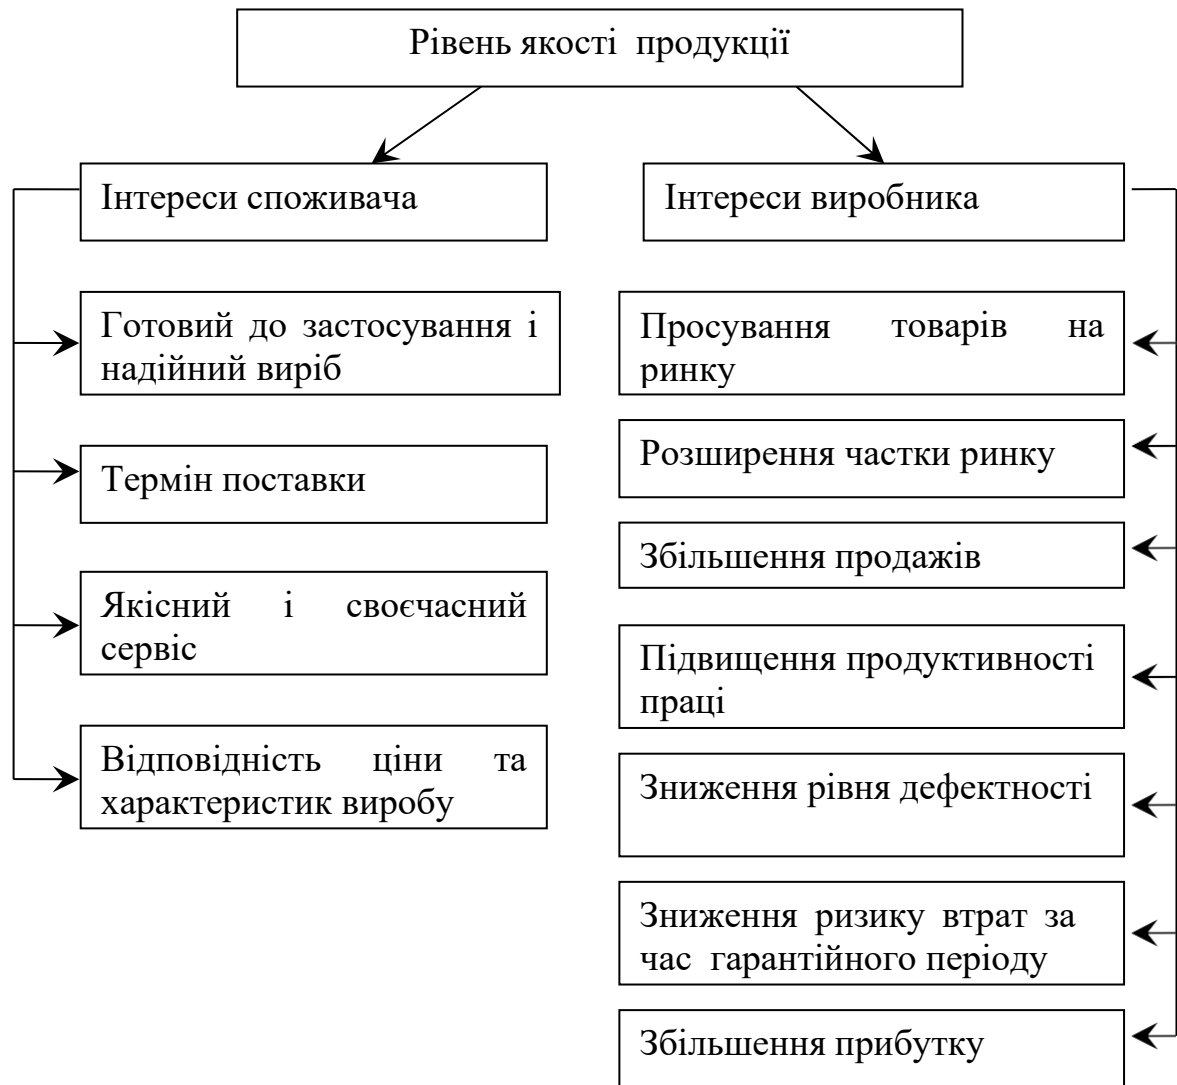 Рівень якості продукції
Інтереси споживача
Готовий до застосування і
надійний виріб
Термін поставки
Якісний і своєчасний
сервіс
Відповідність ціни та
характеристик виробу
Інтереси виробника
Просування товарів на
ринку
Розширення частки ринку
Збільшення продажів
Підвищення продуктивності
праці
Зниження рівня дефектності
Зниження ризику втрат за
час гарантійного періоду
Збільшення прибутку